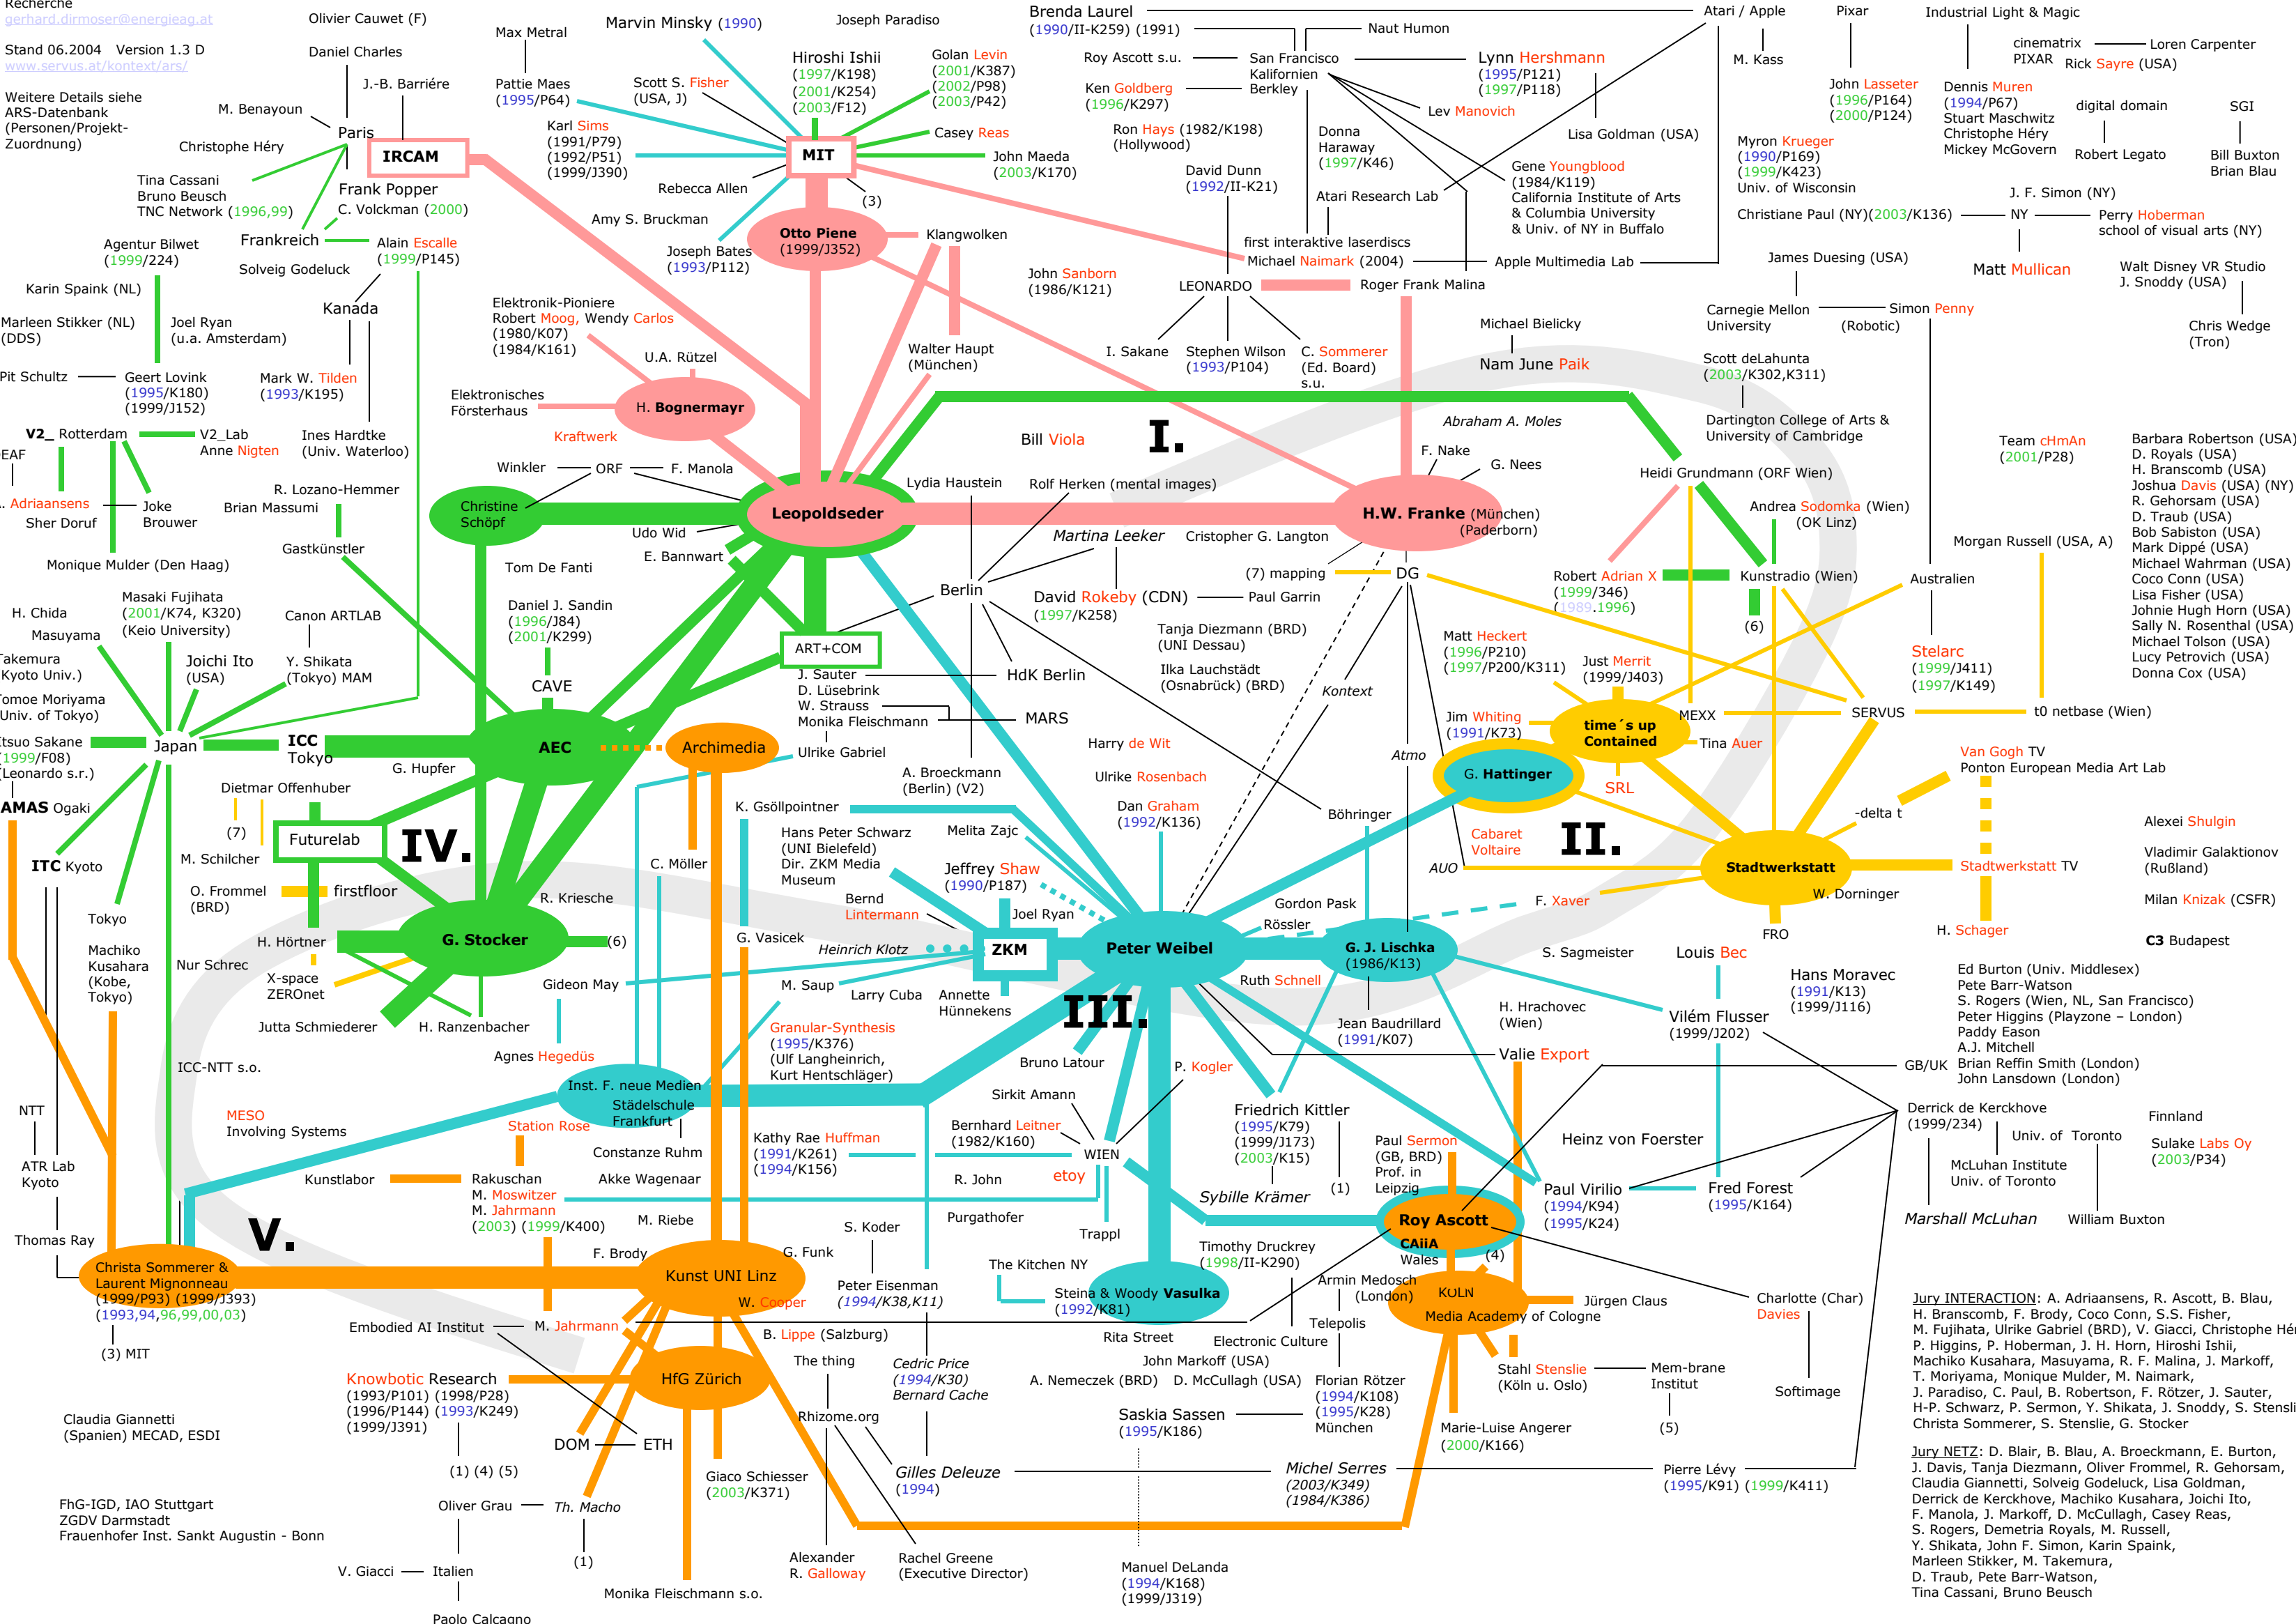 Recherche
gerhard.dirmoser@energieag.at
Stand 06.2004 Version 1.3 D
www.servus.at/kontext/ars/
Weitere Details siehe
ARS-Datenbank
(Personen/Projekt-
Zuordnung)
Olivier Cauwet (F)
Daniel Charles
J.-B. Barriére
M. Benayoun
Paris
Christophe Héry
IRCAM
Tina Cassani
Bruno Beusch
TNC Network (1996,99)
Frank Popper
C. Volckman (2000)
Frankreich
Alain Escalle
(1999/P145)
Agentur Bilwet
(1999/224)
Solveig Godeluck
Karin Spaink (NL)
Kanada
Marleen Stikker (NL)
(DDS)
Joel Ryan
(u.a. Amsterdam)
Pit Schultz
Geert Lovink
(1995/K180)
(1999/J152)
Mark W. Tilden
(1993/K195)
V2_ Rotterdam
V2_Lab
Anne Nigten
Ines Hardtke
(Univ. Waterloo)
EAF
Adriaansens
Joke
Brouwer
Sher Doruf
R. Lozano-Hemmer
Brian Massumi
Gastkünstler
Monique Mulder (Den Haag)
Max Metral
Marvin Minsky (1990)
Joseph Paradiso
Pattie Maes
(1995/P64)
Scott S. Fisher
(USA, J)
Hiroshi Ishii
(1997/K198)
(2001/K254)
(2003/F12)
Golan Levin
(2001/K387)
(2002/P98)
(2003/P42)
Karl Sims
(1991/P79)
(1992/P51)
(1999/J390)
Casey Reas
MIT
John Maeda
(2003/K170)
Rebecca Allen
(3)
Amy S. Bruckman
Otto Piene
(1999/J352)
Klangwolken
Joseph Bates
(1993/P112)
Elektronik-Pioniere
Robert Moog, Wendy Carlos
(1980/K07)
(1984/K161)
U.A. Rützel
Walter Haupt
(München)
Elektronisches
Försterhaus
H. Bognermayr
Kraftwerk
Winkler
ORF
F. Manola
Christine
Schöpf
Leopoldseder
Udo Wid
E. Bannwart
Tom De Fanti
Daniel J. Sandin
(1996/J84)
(2001/K299)
CAVE
Brenda Laurel
(1990/II-K259) (1991)
Naut Humon
Roy Ascott s.u.
San Francisco
Kalifornien
Berkley
Ken Goldberg
(1996/K297)
Lynn Hershmann
(1995/P121)
(1997/P118)
Lev Manovich
Ron Hays (1982/K198)
(Hollywood)
Donna
Haraway
(1997/K46)
Lisa Goldman (USA)
David Dunn
(1992/II-K21)
Gene Youngblood
(1984/K119)
California Institute of Arts
& Columbia University
& Univ. of NY in Buffalo
Atari Research Lab
first interaktive laserdiscs
Michael Naimark (2004)
Apple Multimedia Lab
John Sanborn
(1986/K121)
LEONARDO
Roger Frank Malina
I. Sakane
Stephen Wilson
(1993/P104)
C. Sommerer
(Ed. Board)
s.u.
Michael Bielicky
Nam June Paik
Atari / Apple
M. Kass
Pixar
Industrial Light & Magic
cinematrix
PIXAR
Loren Carpenter
Rick Sayre (USA)
John Lasseter
(1996/P164)
(2000/P124)
Dennis Muren
(1994/P67)
Stuart Maschwitz
Christophe Héry
Mickey McGovern
digital domain
Robert Legato
SGI
Bill Buxton
Brian Blau
Myron Krueger
(1990/P169)
(1999/K423)
Univ. of Wisconsin
J. F. Simon (NY)
Christiane Paul (NY)(2003/K136)
NY
Perry Hoberman
school of visual arts (NY)
James Duesing (USA)
Matt Mullican
Walt Disney VR Studio
J. Snoddy (USA)
Carnegie Mellon
University
Simon Penny
(Robotic)
Chris Wedge
(Tron)
Scott deLahunta
(2003/K302,K311)
Dartington College of Arts &
University of Cambridge
Abraham A. Moles
Bill Viola
I.
F. Nake
G. Nees
Lydia Haustein
Rolf Herken (mental images)
H.W. Franke (München)
(Paderborn)
Martina Leeker
Cristopher G. Langton
Heidi Grundmann (ORF Wien)
Andrea Sodomka (Wien)
(OK Linz)
Team cHmAn
(2001/P28)
Barbara Robertson (USA)
D. Royals (USA)
H. Branscomb (USA)
Joshua Davis (USA) (NY)
R. Gehorsam (USA)
D. Traub (USA)
Bob Sabiston (USA)
Mark Dippé (USA)
Michael Wahrman (USA)
Coco Conn (USA)
Lisa Fisher (USA)
Johnie Hugh Horn (USA)
Sally N. Rosenthal (USA)
Michael Tolson (USA)
Lucy Petrovich (USA)
Donna Cox (USA)
Morgan Russell (USA, A)
Berlin
(7) mapping
DG
Robert Adrian X
(1999/346)
(1989.1996)
Kunstradio (Wien)
(6)
Australien
David Rokeby (CDN)
(1997/K258)
Paul Garrin
Tanja Diezmann (BRD)
(UNI Dessau)
Ilka Lauchstädt
(Osnabrück) (BRD)
Matt Heckert
(1996/P210)
(1997/P200/K311)
Just Merrit
(1999/J403)
Stelarc
(1999/J411)
(1997/K149)
ART+COM
J. Sauter
D. Lüsebrink
W. Strauss
Monika Fleischmann
Ulrike Gabriel
HdK Berlin
MARS
A. Broeckmann
(Berlin) (V2)
Kontext
Atmo
AUO
Jim Whiting
(1991/K73)
time´s up
Contained
MEXX
SERVUS
t0 netbase (Wien)
Tina Auer
G. Hattinger
SRL
Harry de Wit
Ulrike Rosenbach
Dan Graham
(1992/K136)
Böhringer
Cabaret
Voltaire
II.
Van Gogh TV
Ponton European Media Art Lab
-delta t
Stadtwerkstatt
Stadtwerkstatt TV
W. Dorninger
F. Xaver
FRO
H. Schager
Alexei Shulgin
Vladimir Galaktionov
(Rußland)
Milan Knizak (CSFR)
C3 Budapest
H. Chida
Masaki Fujihata
(2001/K74, K320)
(Keio University)
Canon ARTLAB
Masuyama
Takemura
Kyoto Univ.)
Joichi Ito
(USA)
Y. Shikata
(Tokyo) MAM
Tomoe Moriyama
(Univ. of Tokyo)
Itsuo Sakane
(1999/F08)
(Leonardo s.r.)
Japan
ICC
Tokyo
AEC
Archimedia
G. Hupfer
AMAS Ogaki
Dietmar Offenhuber
(7)
Futurelab
M. Schilcher
IV.
ITC Kyoto
O. Frommel
(BRD)
firstfloor
Tokyo
Machiko
Kusahara
(Kobe,
Tokyo)
H. Hörtner
G. Stocker
(6)
R. Kriesche
Nur Schrec
X-space
ZEROnet
Jutta Schmiederer
H. Ranzenbacher
C. Möller
K. Gsöllpointner
Hans Peter Schwarz
(UNI Bielefeld)
Dir. ZKM Media
Museum
Melita Zajc
Jeffrey Shaw
(1990/P187)
Bernd
Lintermann
Joel Ryan
G. Vasicek
Heinrich Klotz
ZKM
Peter Weibel
Gordon Pask
Rössler
G. J. Lischka
(1986/K13)
S. Sagmeister
Louis Bec
Gideon May
M. Saup
Larry Cuba
Annette
Hünnekens
III.
Ruth Schnell
Hans Moravec
(1991/K13)
(1999/J116)
Ed Burton (Univ. Middlesex)
Pete Barr-Watson
S. Rogers (Wien, NL, San Francisco)
Peter Higgins (Playzone – London)
Paddy Eason
A.J. Mitchell
Brian Reffin Smith (London)
John Lansdown (London)
GB/UK
Agnes Hegedüs
Granular-Synthesis
(1995/K376)
(Ulf Langheinrich,
Kurt Hentschläger)
Bruno Latour
Jean Baudrillard
(1991/K07)
H. Hrachovec
(Wien)
Vilém Flusser
(1999/J202)
Valie Export
ICC-NTT s.o.
NTT
MESO
Involving Systems
Inst. F. neue Medien
Städelschule
Frankfurt
Station Rose
Constanze Ruhm
P. Kogler
Sirkit Amann
Bernhard Leitner
(1982/K160)
Kathy Rae Huffman
(1991/K261)
(1994/K156)
WIEN
etoy
Friedrich Kittler
(1995/K79)
(1999/J173)
(2003/K15)
Sybille Krämer
(1)
Paul Sermon
(GB, BRD)
Prof. in
Leipzig
Heinz von Foerster
Derrick de Kerckhove
(1999/234)
Univ. of Toronto
McLuhan Institute
Univ. of Toronto
Finnland
Sulake Labs Oy
(2003/P34)
Marshall McLuhan
William Buxton
ATR Lab
Kyoto
Thomas Ray
Kunstlabor
Rakuschan
M. Moswitzer
M. Jahrmann
(2003) (1999/K400)
Akke Wagenaar
R. John
Purgathofer
Trappl
M. Riebe
Paul Virilio
(1994/K94)
(1995/K24)
Fred Forest
(1995/K164)
Roy Ascott
CAiiA
Wales
(4)
V.
Christa Sommerer &
Laurent Mignonneau
(1999/P93) (1999/J393)
(1993,94,96,99,00,03)
(3) MIT
F. Brody
Kunst UNI Linz
G. Funk
W. Cooper
S. Koder
Peter Eisenman
(1994/K38,K11)
The Kitchen NY
Steina & Woody Vasulka
(1992/K81)
Timothy Druckrey
(1998/II-K290)
Armin Medosch
(London)
KÖLN
Media Academy of Cologne
Jürgen Claus
Charlotte (Char)
Davies
Embodied AI Institut
M. Jahrmann
B. Lippe (Salzburg)
Rita Street
Electronic Culture
Telepolis
The thing
Cedric Price
(1994/K30)
Bernard Cache
John Markoff (USA)
A. Nemeczek (BRD)
D. McCullagh (USA)
Florian Rötzer
(1994/K108)
(1995/K28)
München
Stahl Stenslie
(Köln u. Oslo)
Mem-brane
Institut
(5)
Softimage
Knowbotic Research
(1993/P101) (1998/P28)
(1996/P144) (1993/K249)
(1999/J391)
HfG Zürich
Claudia Giannetti
(Spanien) MECAD, ESDI
DOM
ETH
(1) (4) (5)
Rhizome.org
Saskia Sassen
(1995/K186)
Marie-Luise Angerer
(2000/K166)
Giaco Schiesser
(2003/K371)
Gilles Deleuze
(1994)
Michel Serres
(2003/K349)
(1984/K386)
Pierre Lévy
(1995/K91) (1999/K411)
FhG-IGD, IAO Stuttgart
ZGDV Darmstadt
Frauenhofer Inst. Sankt Augustin - Bonn
Oliver Grau
Th. Macho
(1)
V. Giacci
Italien
Paolo Calcagno
Monika Fleischmann s.o.
Alexander
R. Galloway
Rachel Greene
(Executive Director)
Manuel DeLanda
(1994/K168)
(1999/J319)
Jury INTERACTION: A. Adriaansens, R. Ascott, B. Blau,
H. Branscomb, F. Brody, Coco Conn, S.S. Fisher,
M. Fujihata, Ulrike Gabriel (BRD), V. Giacci, Christophe Hér
P. Higgins, P. Hoberman, J. H. Horn, Hiroshi Ishii,
Machiko Kusahara, Masuyama, R. F. Malina, J. Markoff,
T. Moriyama, Monique Mulder, M. Naimark,
J. Paradiso, C. Paul, B. Robertson, F. Rötzer, J. Sauter,
H-P. Schwarz, P. Sermon, Y. Shikata, J. Snoddy, S. Stensli
Christa Sommerer, S. Stenslie, G. Stocker
Jury NETZ: D. Blair, B. Blau, A. Broeckmann, E. Burton,
J. Davis, Tanja Diezmann, Oliver Frommel, R. Gehorsam,
Claudia Giannetti, Solveig Godeluck, Lisa Goldman,
Derrick de Kerckhove, Machiko Kusahara, Joichi Ito,
F. Manola, J. Markoff, D. McCullagh, Casey Reas,
S. Rogers, Demetria Royals, M. Russell,
Y. Shikata, John F. Simon, Karin Spaink,
Marleen Stikker, M. Takemura,
D. Traub, Pete Barr-Watson,
Tina Cassani, Bruno Beusch